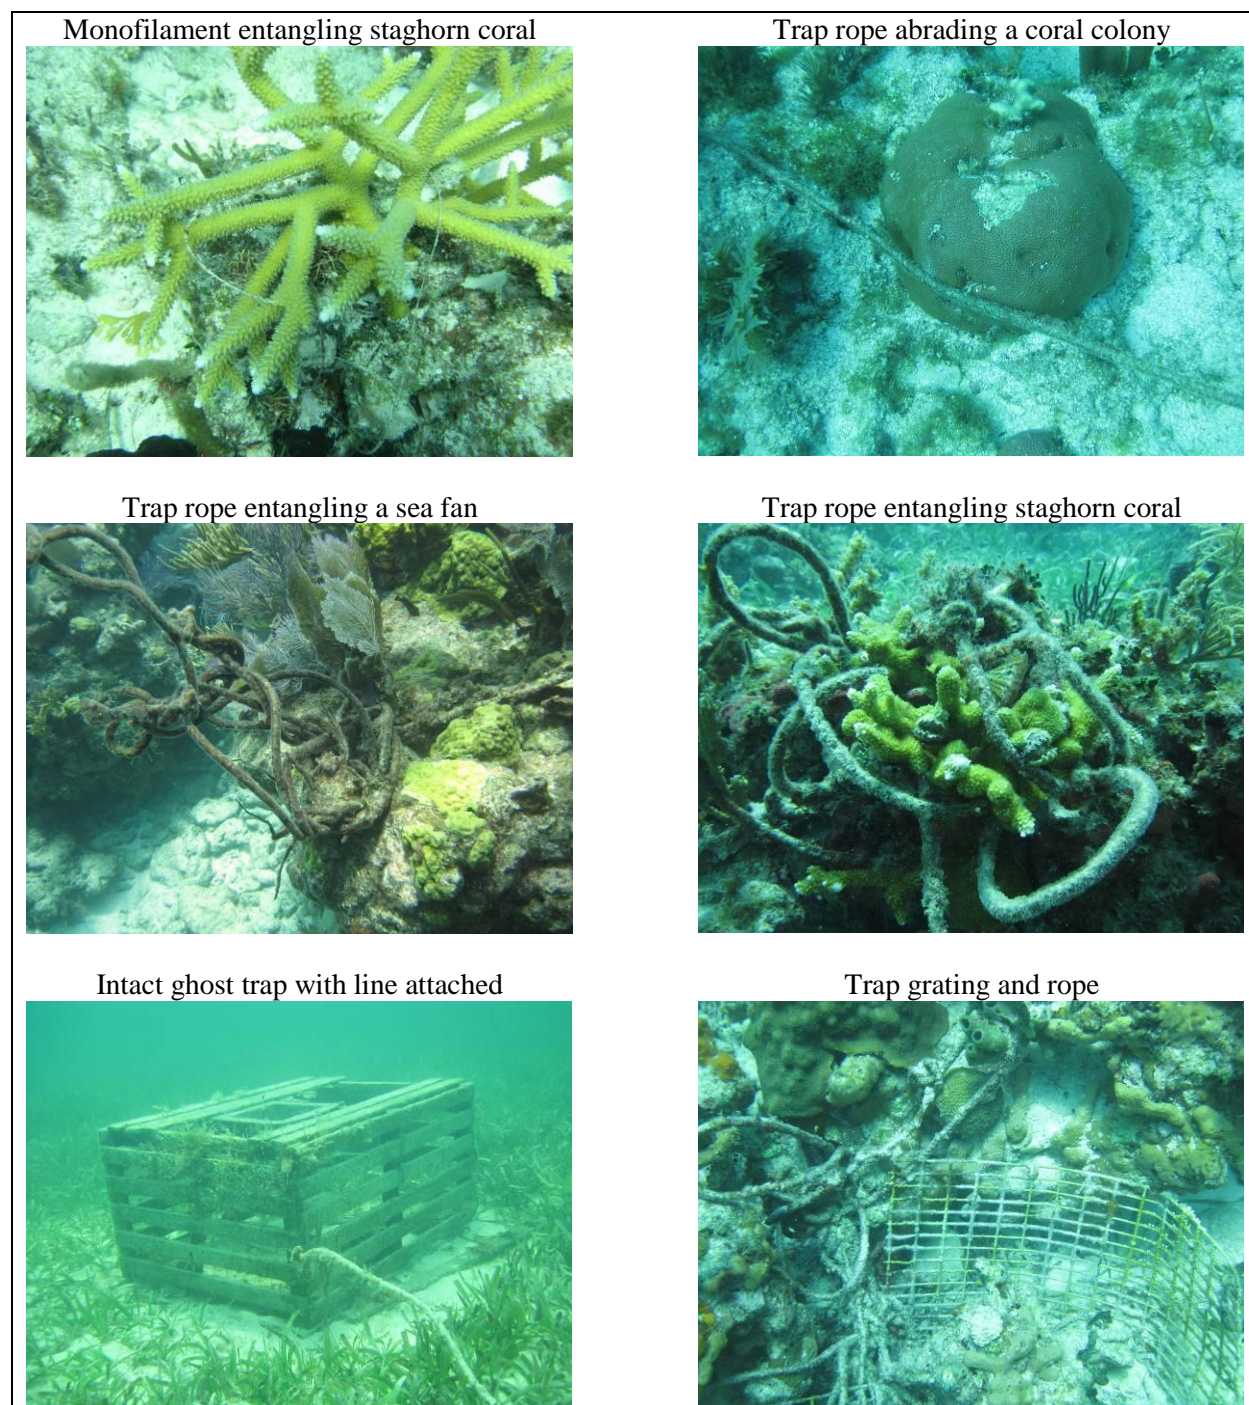 Monofilament entangling staghorn coral
Trap rope abrading a coral colony
Trap rope entangling a sea fan
Trap rope entangling staghorn coral
Intact ghost trap with line attached
Trap grating and rope